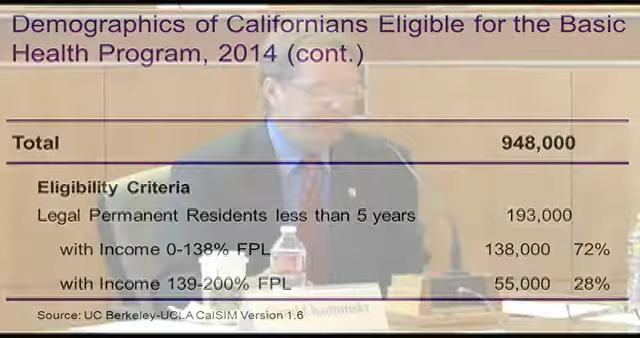 Demographics of Californians Eligible for the Basic
Health Program, 2014 (cont.)
Total 948,000
Eligibility Criteria
Legal Permanent Residents less than 5 years 193,000
with Income 0-138% FPL 138,000 72%
with Income 139-200% FPL 55,000 28%
Source: UC Berkeley-UCLA CalSIM Version 1.6